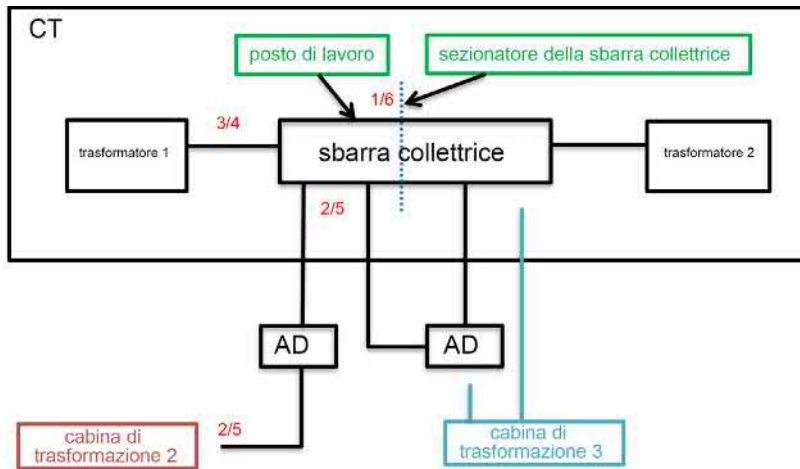 CT
posto di lavoro
sezionatore della sbarra collettrice
1/6
3/4
trasformatore 1
sbarra collettrice
trasformatore 2
2/5
AD
AD
2/5
cabina di
trasformazione 2
cabina di
trasformazione 3